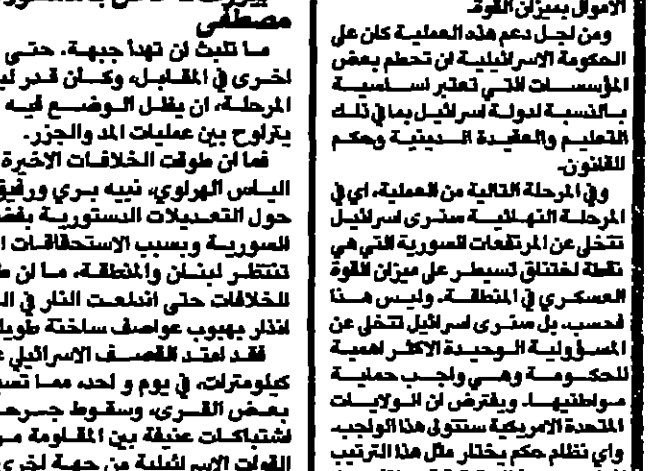 الأموال بميزان القوة.
ومن أجل دعم هذه العملية كان على
الحكومة الاسرائيلية ان تحطم بعض
المؤسسات التي تعتبر اساسية
بالنسبة لدولة اسرائيل بما في ذلك
التعليم والعقيدة الدينية وحكم
القانون.
وفي المرحلة التالية من العملية، اي في
المرحلة النهائية سنرى اسرائيل
تتخلى عن المرتفعات السورية التي هي
نقطة اختناق تسيطر على ميزان القوة
العسكري في المنطقة. وليس هذا
فحسب، بل سنرى اسرائيل تتخلى عن
المسؤولية الوحيدة الاكثر اهمية
للحكومة وهي واجب حماية
مواطنيها. ويفترض ان الولايات
المتحدة الامريكية ستتولى هذا الواجب.
واي نظام حكم يختار مثل هذا الترتيب
مصطفى
ما تلبث ان تهدأ جبهة، حتى
اخرى في المقابل، وكأن قدر
المرحلة، ان يظل الوضع فيه
يتراوح بين عمليات المد والجزر.
فما ان طوقت الخلافات الاخيرة
الياس الهراوي، نبيه بري ورفيق
حول التعديلات الدستورية
السورية وبسبب الاستحقاقات
تنتظر لبنان والمنطقة، ما ان
الخلافات حتى اندلعت النار في
انذار بهبوب عواصف ساخنة
فقد امتد القصف الاسرائيلي
كيلومترات، في يوم واحد، مما
بعض القرى، وسقوط
اشتباكات عنيفة بين المقاومة
القوات الاسرائيلية من جهة اخرى